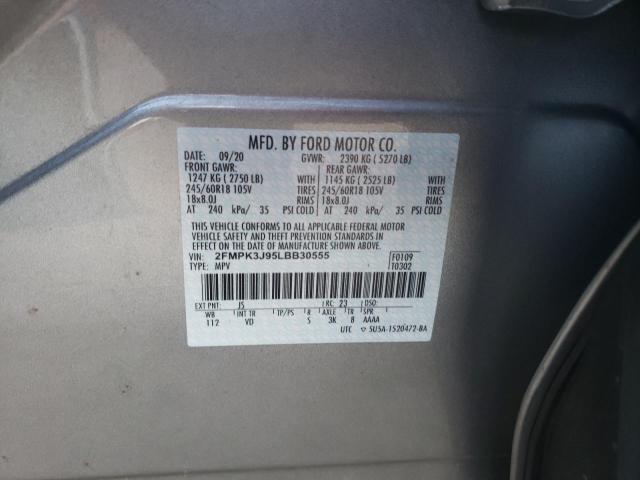 MFD. BY FORD MOTOR CO.
DATE: 09/20 GVWR: 2390 KG ( 5270 LB)
FRONT GAWR: REAR GAWR:
1247 KG ( 2750 LB) WITH 1145 KG ( 2525 LB) WITH
245/60R18 105V TIRES 245/60R18 105V TIRES
18x8.0J RIMS 18x8.0J RIMS
AT 240 kPa/ 35 PSI COLD AT 240 kPa/ 35 PSI COLD
THIS VEHICLE CONFORMS TO ALL APPLICABLE FEDERAL MOTOR
VEHICLE SAFETY AND THEFT PREVENTION STANDARDS IN
EFFECT ON THE DATE OF MANUFACTURE SHOWN ABOVE.
VIN: 2FMPK3J95LBB30555 F0109
TYPE: MPV T0302
EXT PNT: J5 RC: 23 DSO:
WB INT TR TP/PS R AXLE TR SPR
112 VD S 3K 8 AAAA
UTC SU5A-1520472-BA